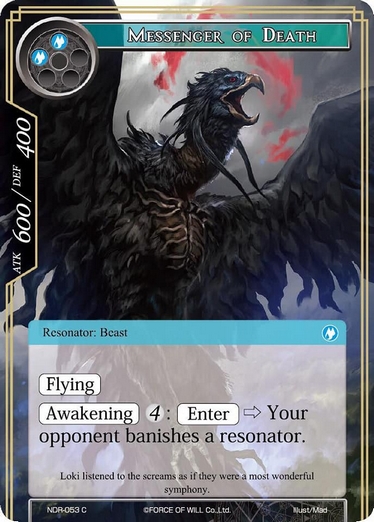 Messenger of Death
ATK 600 / DEF 400
Resonator: Beast
Flying
Awakening 4 : Enter ⇨ Your
opponent banishes a resonator.
Loki listened to the screams as if they were a most wonderful
symphony.
NDR-053 C ©FORCE OF WILL Co.,Ltd. Illust/Mad